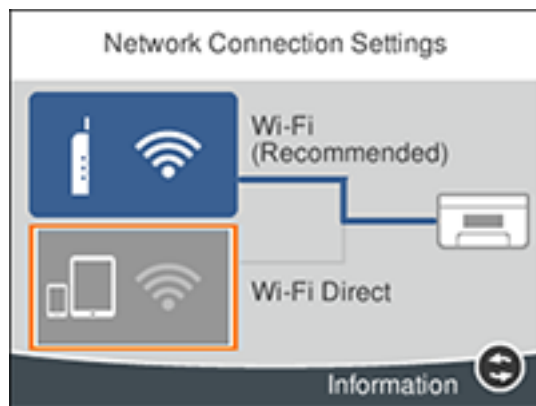 Network Connection Settings
Wi-Fi
(Recommended)
Wi-Fi Direct
Information